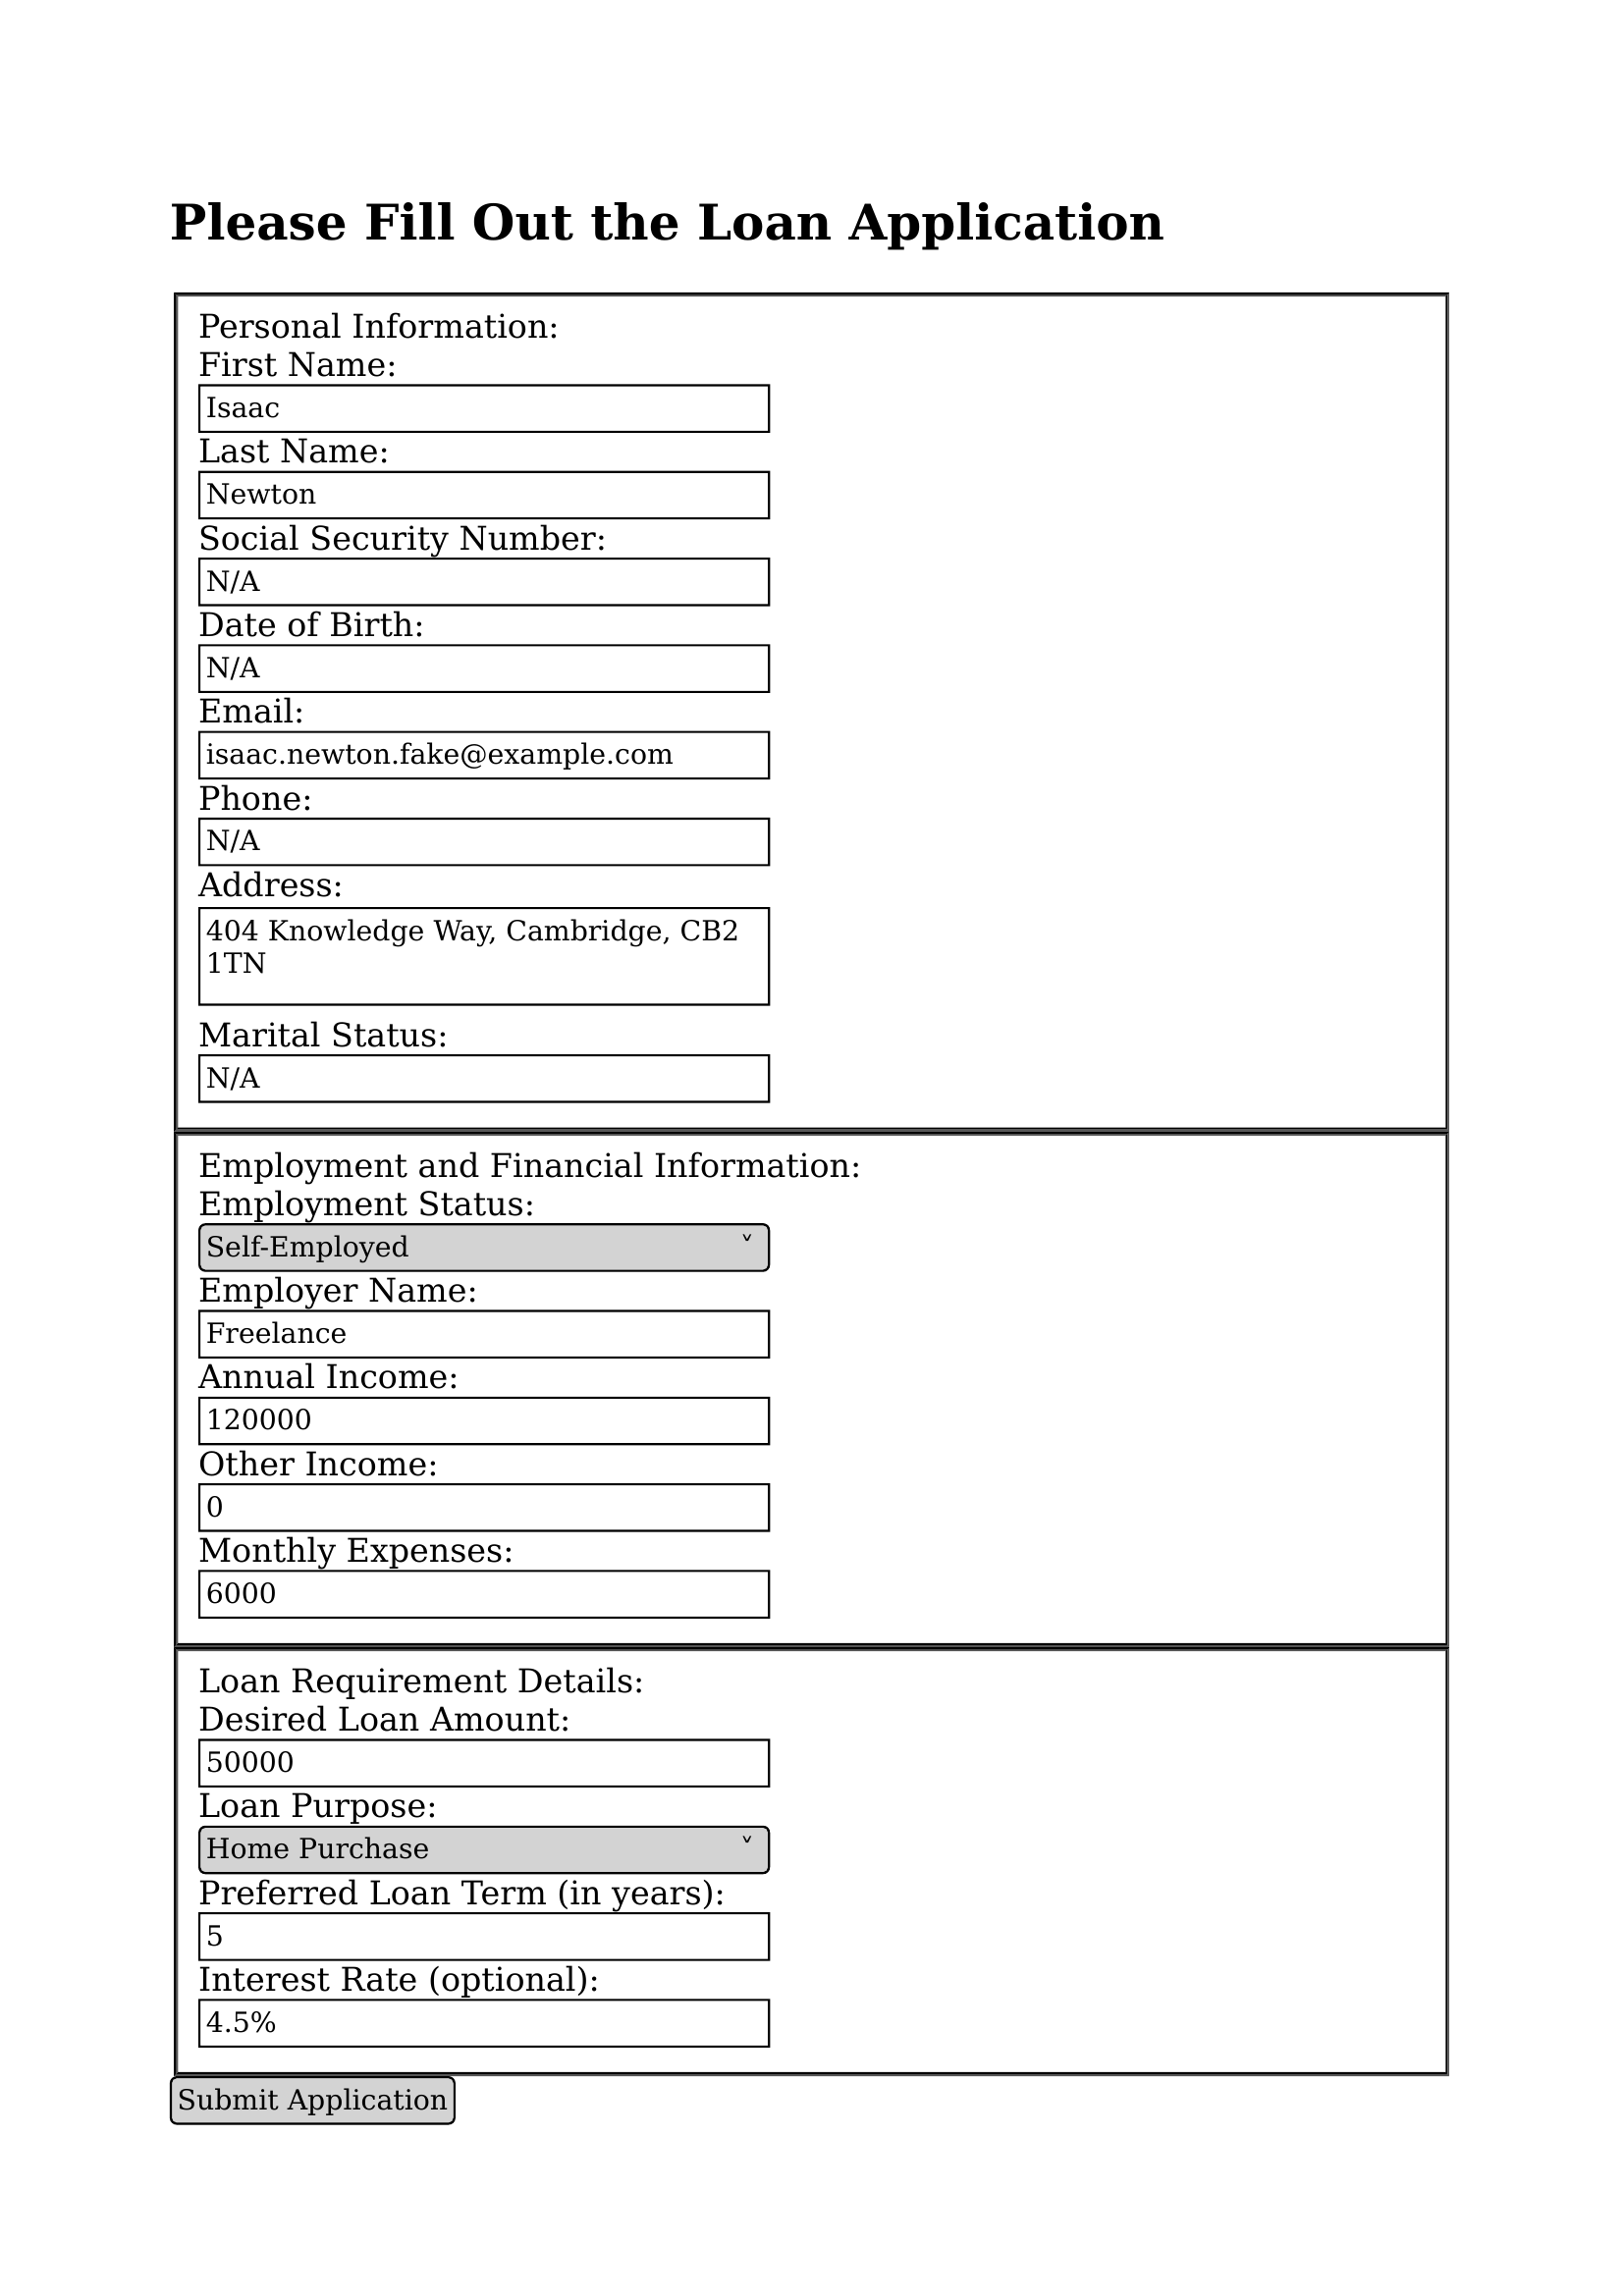 Please Fill Out the Loan Application
Personal Information:
First Name:
Isaac
Last Name:
Newton
Social Security Number:
N/A
Date of Birth:
N/A
Email:
isaac.newton.fake@example.com
Phone:
N/A
Address:
404 Knowledge Way, Cambridge, CB2
1TN
Marital Status:
N/A
Employment and Financial Information:
Employment Status:
Self-Employed
Employer Name:
Freelance
Annual Income:
120000
Other Income:
0
Monthly Expenses:
6000
Loan Requirement Details:
Desired Loan Amount:
50000
Loan Purpose:
Home Purchase
Preferred Loan Term (in years):
5
Interest Rate (optional):
4.5%
Submit Application